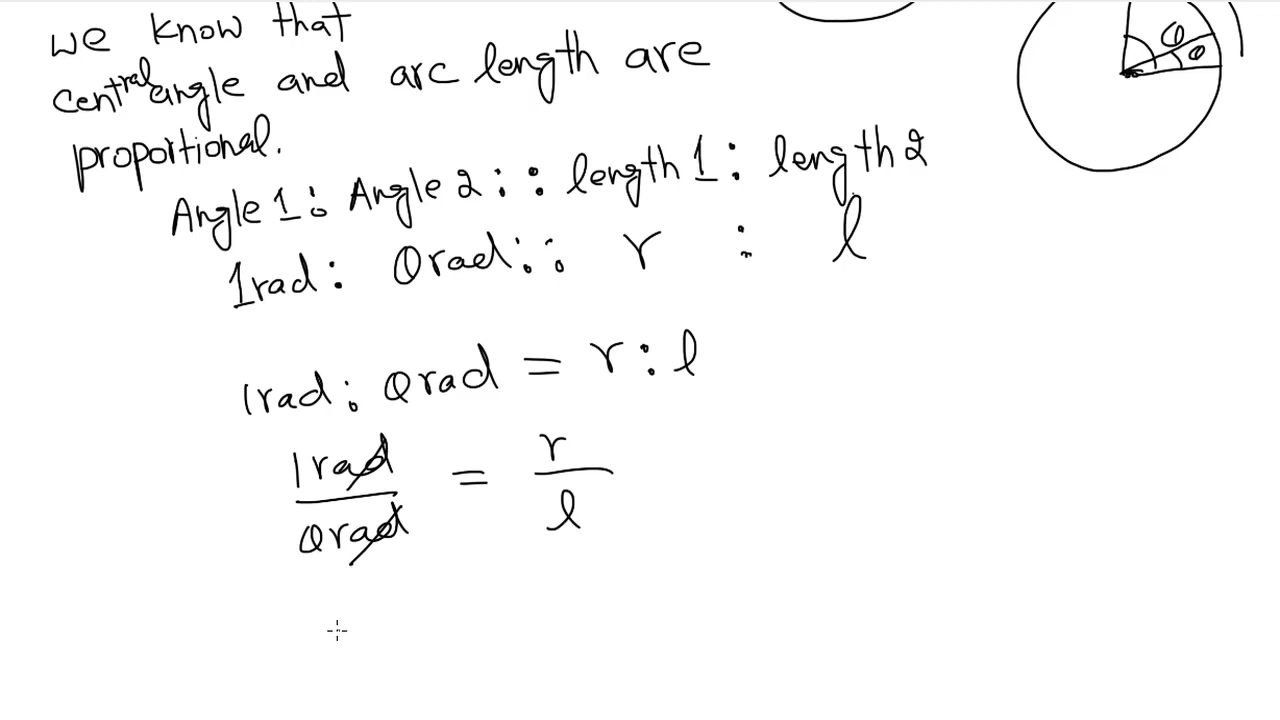 we know that
central angle and arc length are
proportional.
Angle 1 : Angle 2 :: length 1 : length 2
1rad : θrad :: r : l
1rad : θrad = r : l
1rad/θrad = r/l
θ
θ